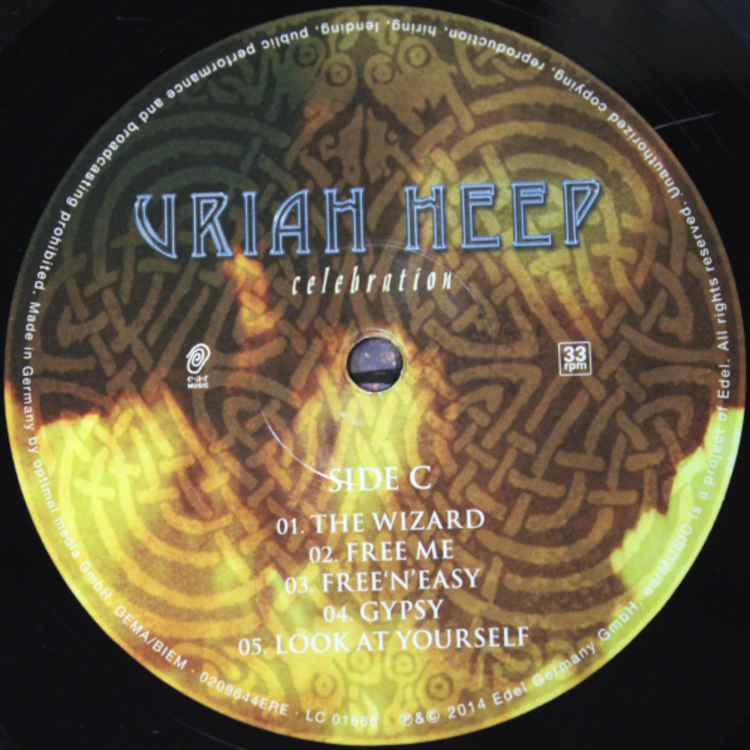 URIAH HEEP
celebration
e·a·r
MUSIC
33
rpm
SIDE C
01. THE WIZARD
02. FREE ME
03. FREE'N'EASY
04. GYPSY
05. LOOK AT YOURSELF
℗&© 2014 Edel Germany GmbH. earMUSIC is a project of Edel. All rights reserved. Unauthorized copying, reproduction, hiring, lending, public performance and broadcasting prohibited. Made in Germany by optimal media GmbH. GEMA/BIEM · 0209644ERE · LC 01666